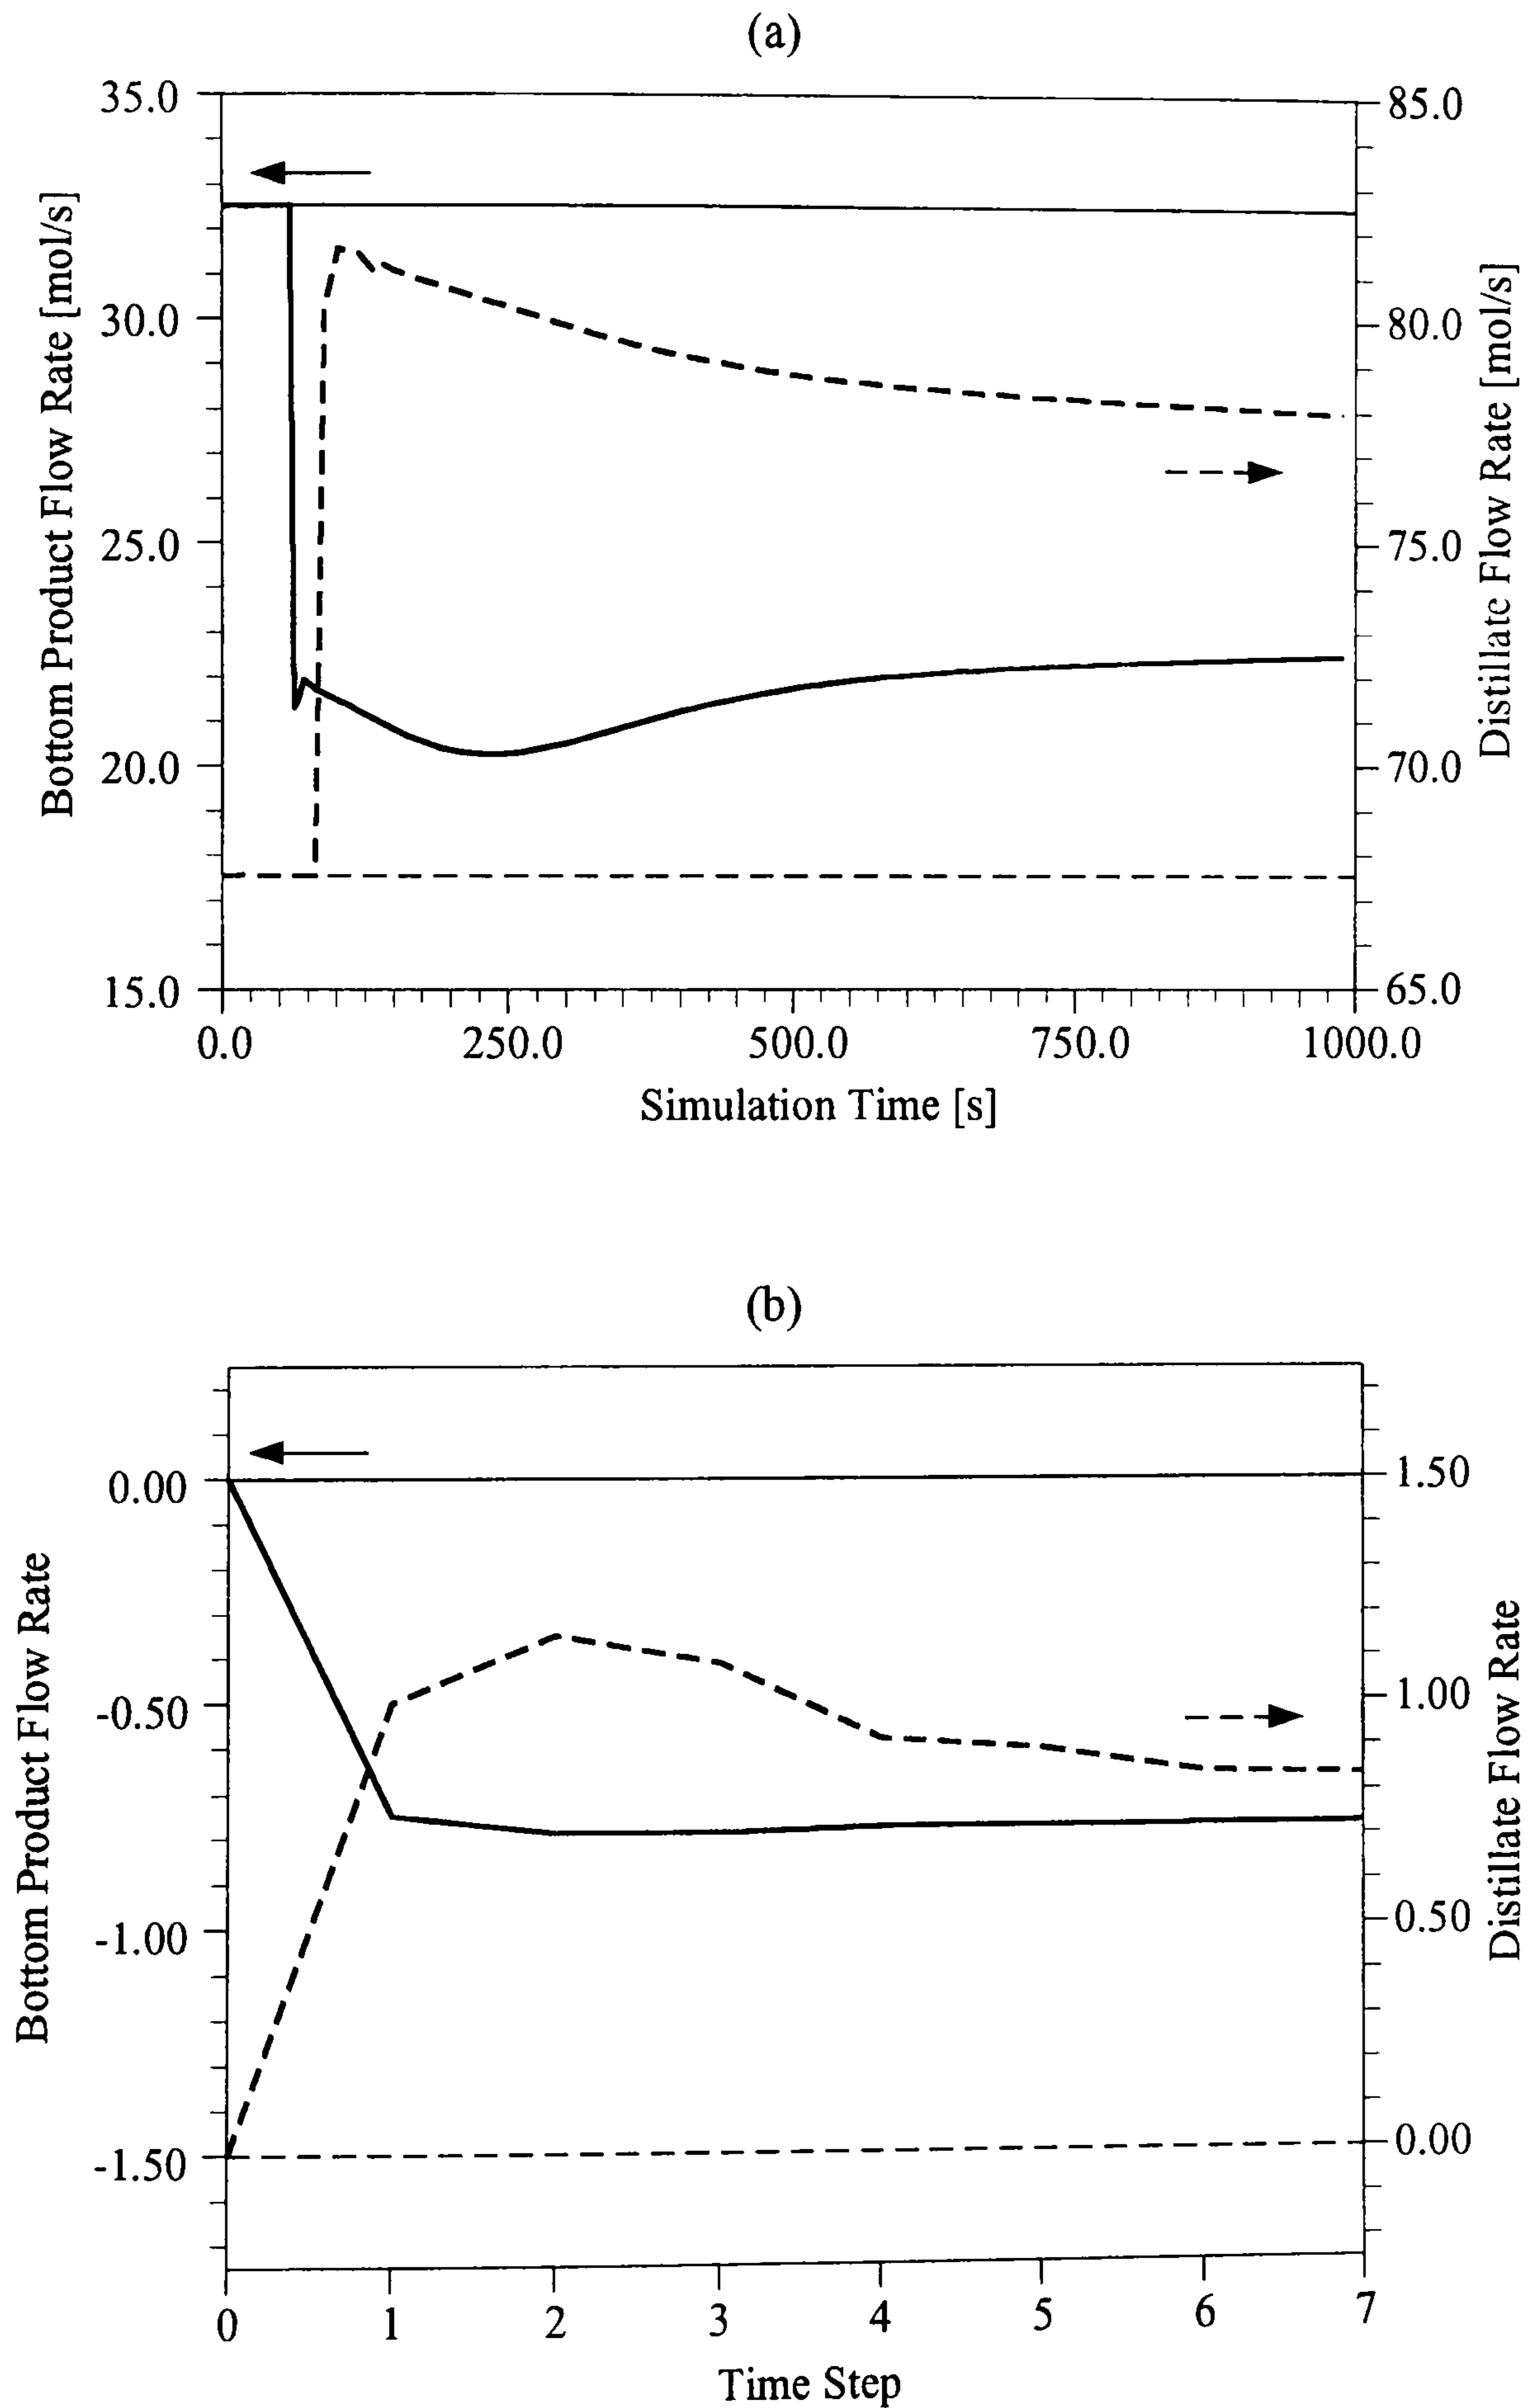 (a)
35.0
30.0
25.0
20.0
15.0
Bottom Product Flow Rate [mol/s]
85.0
80.0
75.0
70.0
65.0
Distillate Flow Rate [mol/s]
0.0 250.0 500.0 750.0 1000.0
Simulation Time [s]
(b)
0.00
-0.50
-1.00
-1.50
Bottom Product Flow Rate
1.50
1.00
0.50
0.00
Distillate Flow Rate
0 1 2 3 4 5 6 7
Time Step